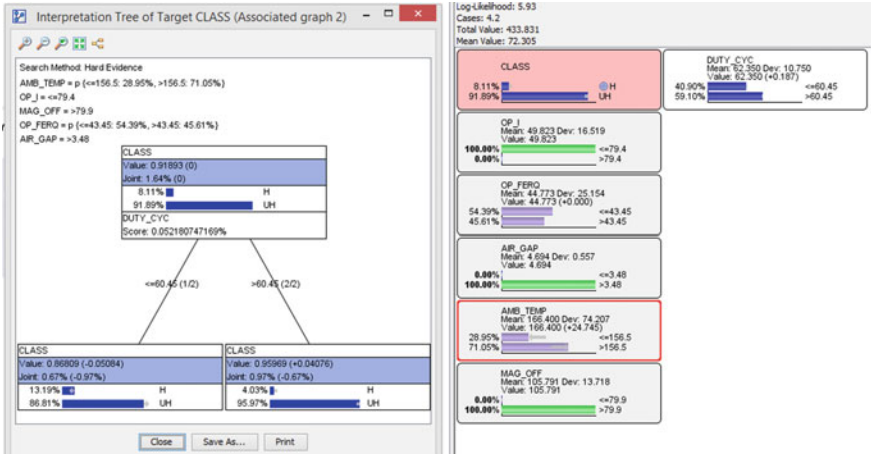 Interpretation Tree of Target CLASS (Associated graph 2)
Search Method: Hard Evidence
AMB_TEMP = p {<=156.5: 28.95%, >156.5: 71.05%}
OP_I = <=79.4
MAG_OFF = >79.9
OP_FERQ = p {<=43.45: 54.39%, >43.45: 45.61%}
AIR_GAP = >3.48
CLASS
Value: 0.91893 (0)
Joint: 1.64% (0)
8.11% H
91.89% UH
DUTY_CYC
Score: 0.052180747169%
<=60.45 (1/2) >60.45 (2/2)
CLASS
Value: 0.86809 (-0.05084)
Joint: 0.67% (-0.97%)
13.19% H
86.81% UH
CLASS
Value: 0.95969 (+0.04076)
Joint: 0.97% (-0.67%)
4.03% H
95.97% UH
Close Save As... Print
Log-Likelihood: 5.93
Cases: 4.2
Total Value: 433.831
Mean Value: 72.305
CLASS
8.11% H
91.89% UH
DUTY_CYC
Mean: 62.350 Dev: 10.750
Value: 62.350 (+0.187)
40.90% <=60.45
59.10% >60.45
OP_I
Mean: 49.823 Dev: 16.519
Value: 49.823
100.00% <=79.4
0.00% >79.4
OP_FERQ
Mean: 44.773 Dev: 25.154
Value: 44.773 (+0.000)
54.39% <=43.45
45.61% >43.45
AIR_GAP
Mean: 4.694 Dev: 0.557
Value: 4.694
0.00% <=3.48
100.00% >3.48
AMB_TEMP
Mean: 166.400 Dev: 74.207
Value: 166.400 (+24.745)
28.95% <=156.5
71.05% >156.5
MAG_OFF
Mean: 105.791 Dev: 13.718
Value: 105.791
0.00% <=79.9
100.00% >79.9